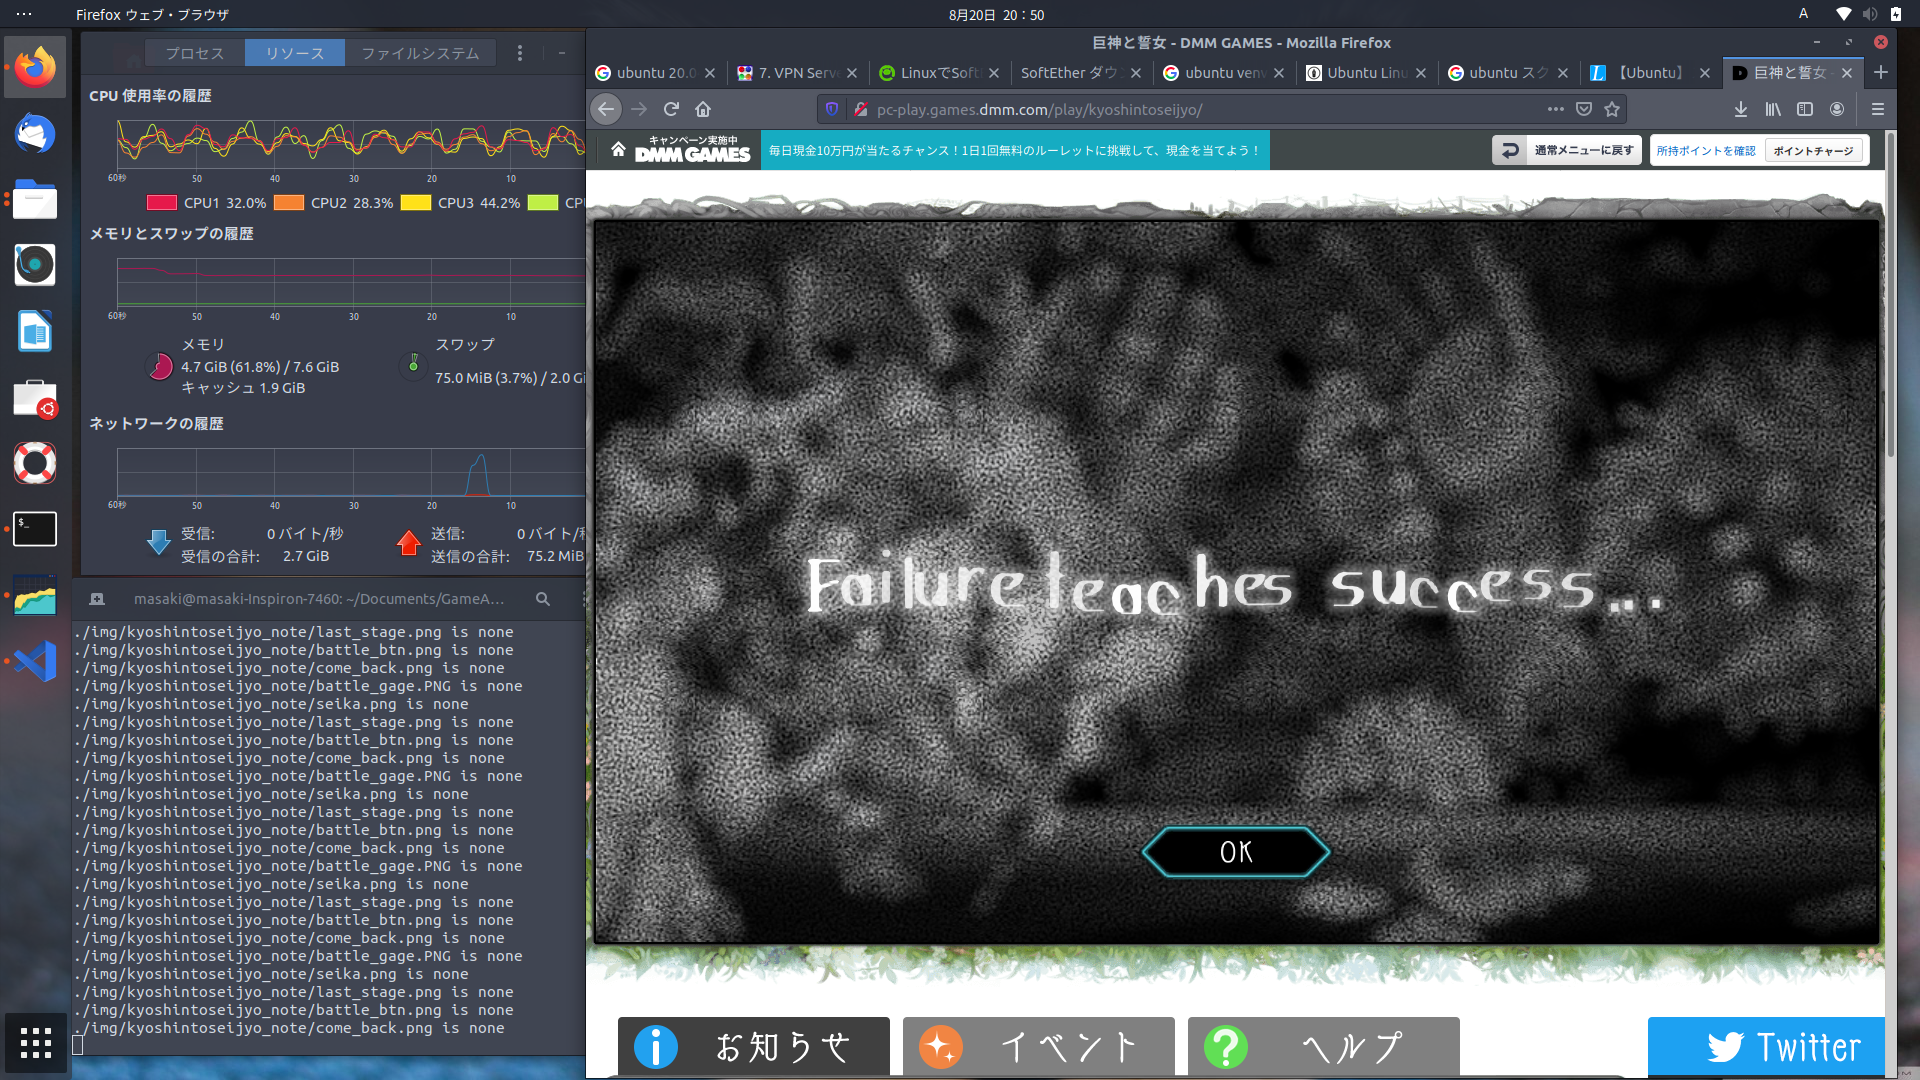 Firefox ウェブ・ブラウザ
8月20日 20：50
A
プロセス
リソース
ファイルシステム
CPU 使用率の履歴
60秒 50 40 30 20 10
CPU1 32.0%
CPU2 28.3%
CPU3 44.2%
メモリとスワップの履歴
60秒 50 40 30 20 10
メモリ
4.7 GiB (61.8%) / 7.6 GiB
キャッシュ 1.9 GiB
スワップ
75.0 MiB (3.7%) / 2.0
ネットワークの履歴
60秒 50 40 30 20 10
受信: 0 バイト/秒
受信の合計: 2.7 GiB
送信: 0 バイト/
送信の合計: 75.2 MiB
masaki@masaki-Inspiron-7460: ~/Documents/GameA...
./img/kyoshintoseijyo_note/last_stage.png is none
./img/kyoshintoseijyo_note/battle_btn.png is none
./img/kyoshintoseijyo_note/come_back.png is none
./img/kyoshintoseijyo_note/battle_gage.PNG is none
./img/kyoshintoseijyo_note/seika.png is none
./img/kyoshintoseijyo_note/last_stage.png is none
./img/kyoshintoseijyo_note/battle_btn.png is none
./img/kyoshintoseijyo_note/come_back.png is none
./img/kyoshintoseijyo_note/battle_gage.PNG is none
./img/kyoshintoseijyo_note/seika.png is none
./img/kyoshintoseijyo_note/last_stage.png is none
./img/kyoshintoseijyo_note/battle_btn.png is none
./img/kyoshintoseijyo_note/come_back.png is none
./img/kyoshintoseijyo_note/battle_gage.PNG is none
./img/kyoshintoseijyo_note/seika.png is none
./img/kyoshintoseijyo_note/last_stage.png is none
./img/kyoshintoseijyo_note/battle_btn.png is none
./img/kyoshintoseijyo_note/come_back.png is none
./img/kyoshintoseijyo_note/battle_gage.PNG is none
./img/kyoshintoseijyo_note/seika.png is none
./img/kyoshintoseijyo_note/last_stage.png is none
./img/kyoshintoseijyo_note/battle_btn.png is none
./img/kyoshintoseijyo_note/come_back.png is none
巨神と誓女 - DMM GAMES - Mozilla Firefox
ubuntu 20.0
7. VPN Serv
LinuxでSoft
SoftEther ダウ
ubuntu venv
Ubuntu Linu
ubuntu スク
【Ubuntu】
巨神と誓女
pc-play.games.dmm.com/play/kyoshintoseijyo/
キャンペーン実施中
DMM GAMES
毎日現金10万円が当たるチャンス！1日1回無料のルーレットに挑戦して、現金を当てよう！
通常メニューに戻す
所持ポイントを確認
ポイントチャージ
Failure teaches success...
OK
お知らせ
イベント
ヘルプ
Twitter